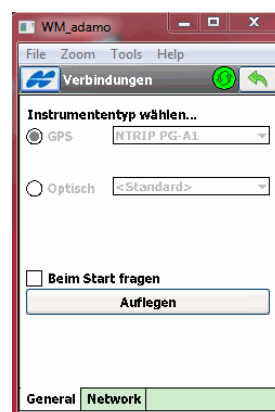 WM_adamo
File Zoom Tools Help
Verbindungen
Instrumententyp wählen...
GPS NTRIP PG-A1
Optisch <Standard>
Beim Start fragen
Auflegen
General Network